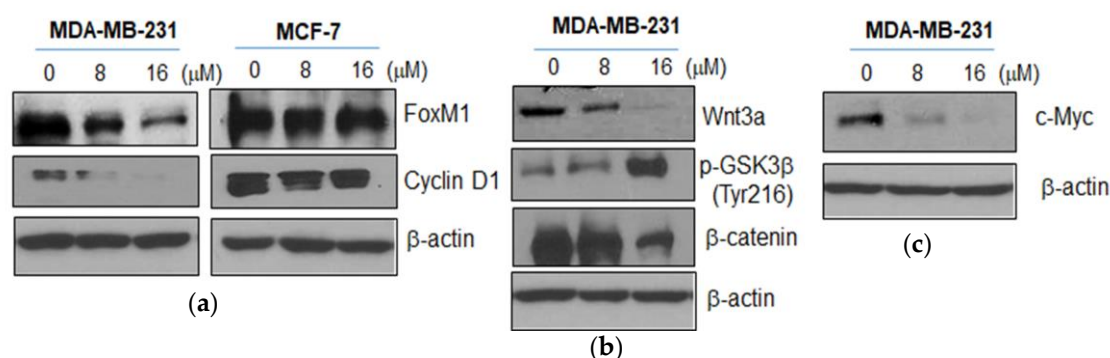 MDA-MB-231 MCF-7
0 8 16 (μM) 0 8 16 (μM)
FoxM1
Cyclin D1
β-actin
(a)
MDA-MB-231
0 8 16 (μM)
Wnt3a
p-GSK3β
(Tyr216)
β-catenin
β-actin
(b)
MDA-MB-231
0 8 16 (μM)
c-Myc
β-actin
(c)